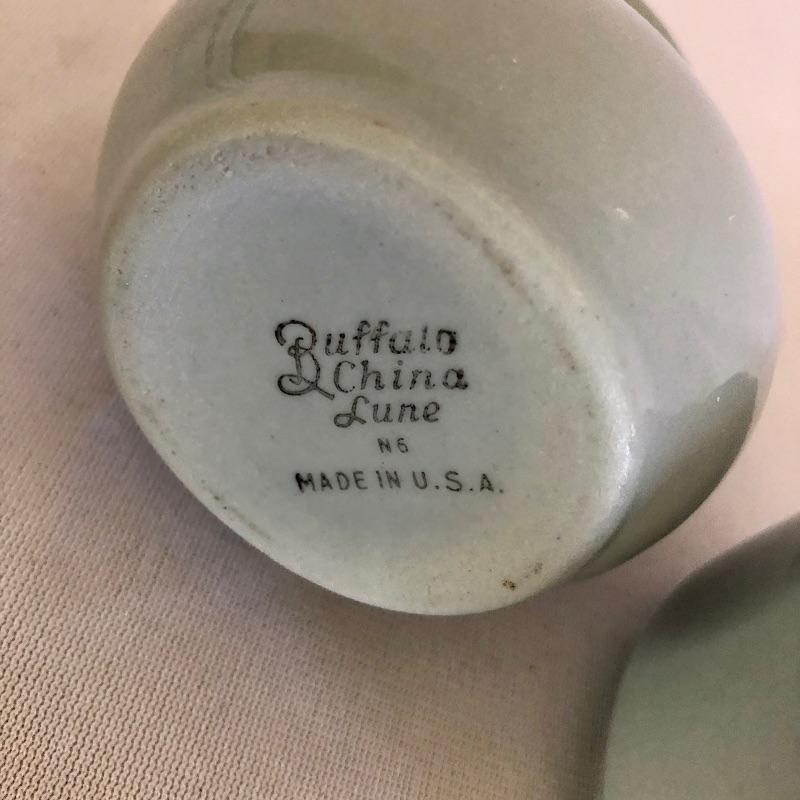 Buffalo
China
Lune
N6
MADE IN U.S.A.